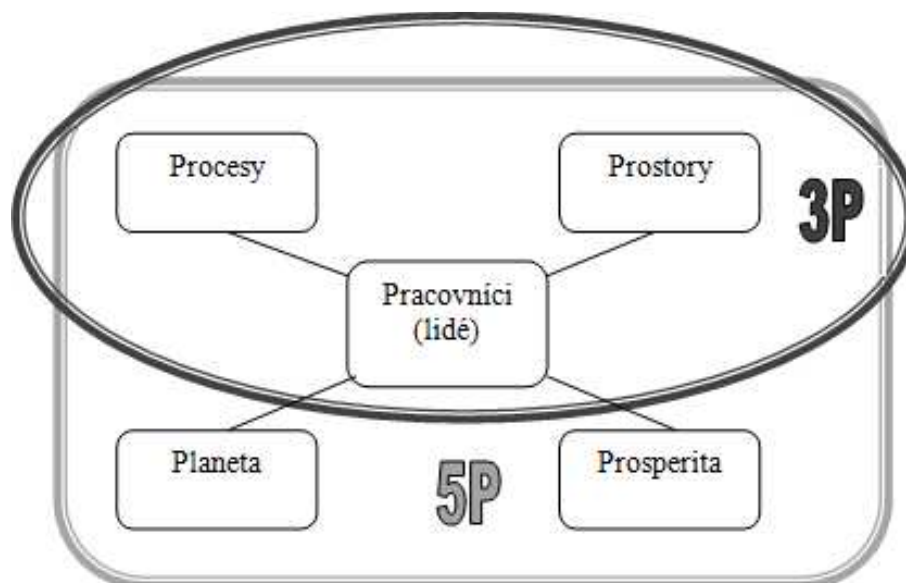 Procesy
Prostory
3P
Pracovníci
(lidé)
Planeta
5P
Prosperita